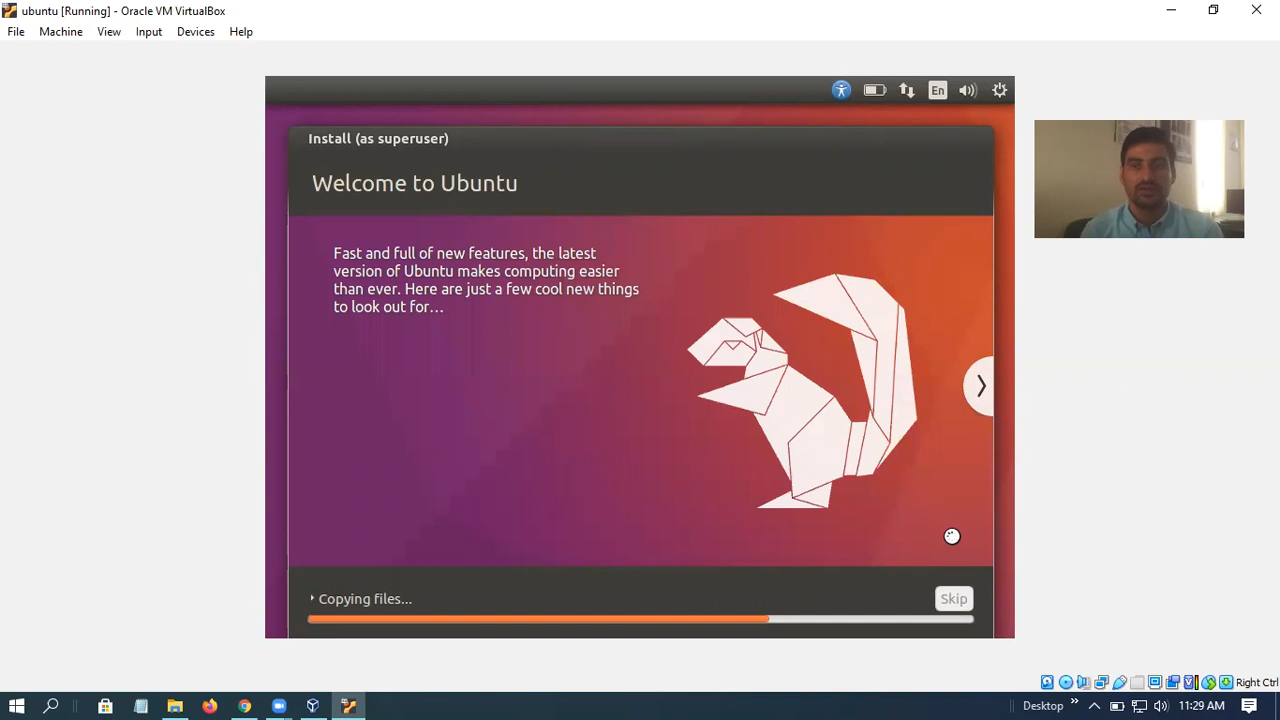 ubuntu [Running] - Oracle VM VirtualBox
File Machine View Input Devices Help
En
Install (as superuser)
Welcome to Ubuntu
Fast and full of new features, the latest
version of Ubuntu makes computing easier
than ever. Here are just a few cool new things
to look out for…
Copying files...
Skip
Right Ctrl
Desktop
11:29 AM